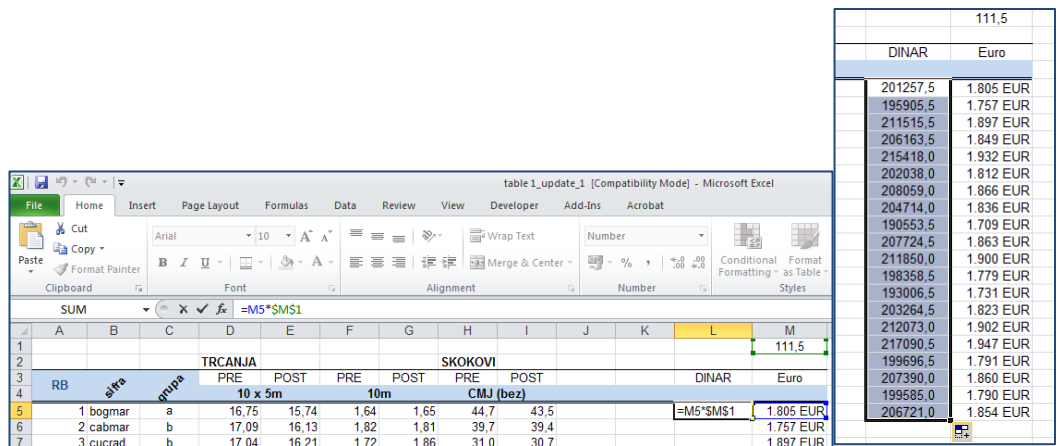 table 1_update_1 [Compatibility Mode] - Microsoft Excel
File Home Insert Page Layout Formulas Data Review View Developer Add-Ins Acrobat
Cut
Copy
Format Painter
Paste
Clipboard
Arial 10 A A
B I U A
Font
Wrap Text
Merge & Center
Alignment
Number
% , ,0 ,00 ,00 ,0
Number
Conditional Formatting
Format as Table
Styles
SUM fx =M5*$M$1
A B C D E F G H I J K L M
1 111,5
2 TRCANJA SKOKOVI
3 RB sifra grupa PRE POST PRE POST PRE POST DINAR Euro
4 10 x 5m 10m CMJ (bez)
5 1 bogmar a 16,75 15,74 1,64 1,65 44,7 43,5 =M5*$M$1 1.805 EUR
6 2 cabmar b 17,09 16,13 1,82 1,81 39,7 39,4 1.757 EUR
7 3 cucrad b 17,04 16,21 1,72 1,86 31,0 30,7 1.897 EUR
111,5
DINAR Euro
201257,5 1.805 EUR
195905,5 1.757 EUR
211515,5 1.897 EUR
206163,5 1.849 EUR
215418,0 1.932 EUR
202038,0 1.812 EUR
208059,0 1.866 EUR
204714,0 1.836 EUR
190553,5 1.709 EUR
207724,5 1.863 EUR
211850,0 1.900 EUR
198358,5 1.779 EUR
193006,5 1.731 EUR
203264,5 1.823 EUR
212073,0 1.902 EUR
217090,5 1.947 EUR
199696,5 1.791 EUR
207390,0 1.860 EUR
199585,0 1.790 EUR
206721,0 1.854 EUR